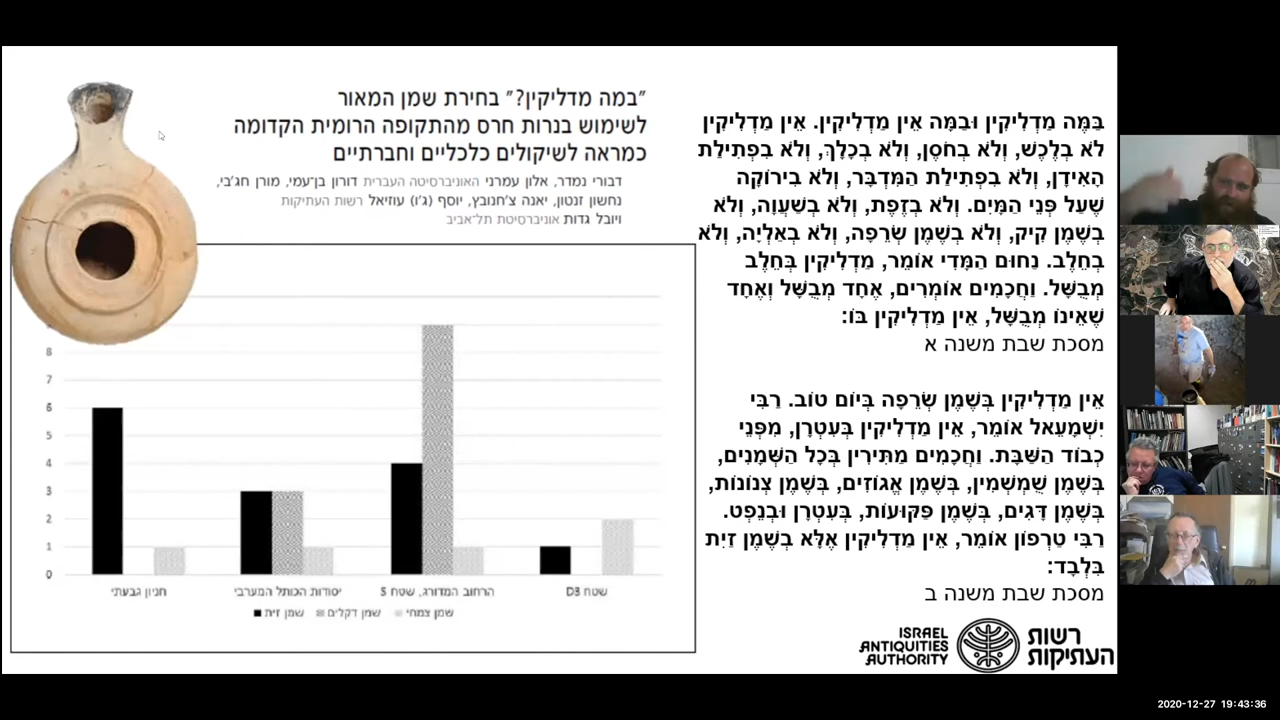 "במה מדליקין?" בחירת שמן המאור
לשימוש בנרות חרס מהתקופה הרומית הקדומה
כמראה לשיקולים כלכליים וחברתיים
דבורי נמדר, אלון עמרני האוניברסיטה העברית דורון בן־עמי, מורן חג'בי,
נחשון זנטון, יאנה צ'חנובץ, יוסף (ג'ו) עוזיאל רשות העתיקות
ויובל גדות אוניברסיטת תל־אביב
8
7
6
5
4
3
2
1
0
חניון גבעתי
יסודות הכותל המערבי
הרחוב המדורג, שטח S
שטח D3
שמן זית
שמן דקלים
שמן צמחי
בַּמֶּה מַדְלִיקִין וּבַמָּה אֵין מַדְלִיקִין. אֵין מַדְלִיקִין
לֹא בְלֶכֶשׁ, וְלֹא בְחֹסֶן, וְלֹא בְכָלָךְ, וְלֹא בִפְתִילַת
הָאִידָן, וְלֹא בִפְתִילַת הַמִּדְבָּר, וְלֹא בִירוֹקָה
שֶׁעַל פְּנֵי הַמָּיִם. וְלֹא בְזֶפֶת, וְלֹא בְשַׁעֲוָה, וְלֹא
בְשֶׁמֶן קִיק, וְלֹא בְשֶׁמֶן שְׂרֵפָה, וְלֹא בְאַלְיָה, וְלֹא
בְחֵלֶב. נַחוּם הַמָּדִי אוֹמֵר, מַדְלִיקִין בְּחֵלֶב
מְבֻשָּׁל. וַחֲכָמִים אוֹמְרִים, אֶחָד מְבֻשָּׁל וְאֶחָד
שֶׁאֵינוֹ מְבֻשָּׁל, אֵין מַדְלִיקִין בּוֹ:
מסכת שבת משנה א
אֵין מַדְלִיקִין בְּשֶׁמֶן שְׂרֵפָה בְּיוֹם טוֹב. רַבִּי
יִשְׁמָעֵאל אוֹמֵר, אֵין מַדְלִיקִין בְּעִטְרָן, מִפְּנֵי
כְבוֹד הַשַּׁבָּת. וַחֲכָמִים מַתִּירִין בְּכָל הַשְּׁמָנִים,
בְּשֶׁמֶן שֻׁמְשְׁמִין, בְּשֶׁמֶן אֱגוֹזִים, בְּשֶׁמֶן צְנוֹנוֹת,
בְּשֶׁמֶן דָּגִים, בְּשֶׁמֶן פַּקּוּעוֹת, בְּעִטְרָן וּבְנֵפְט.
רַבִּי טַרְפוֹן אוֹמֵר, אֵין מַדְלִיקִין אֶלָּא בְּשֶׁמֶן זַיִת
בִּלְבָד:
מסכת שבת משנה ב
ISRAEL
ANTIQUITIES
AUTHORITY
רשות
העתיקות
2020-12-27 19:43:36